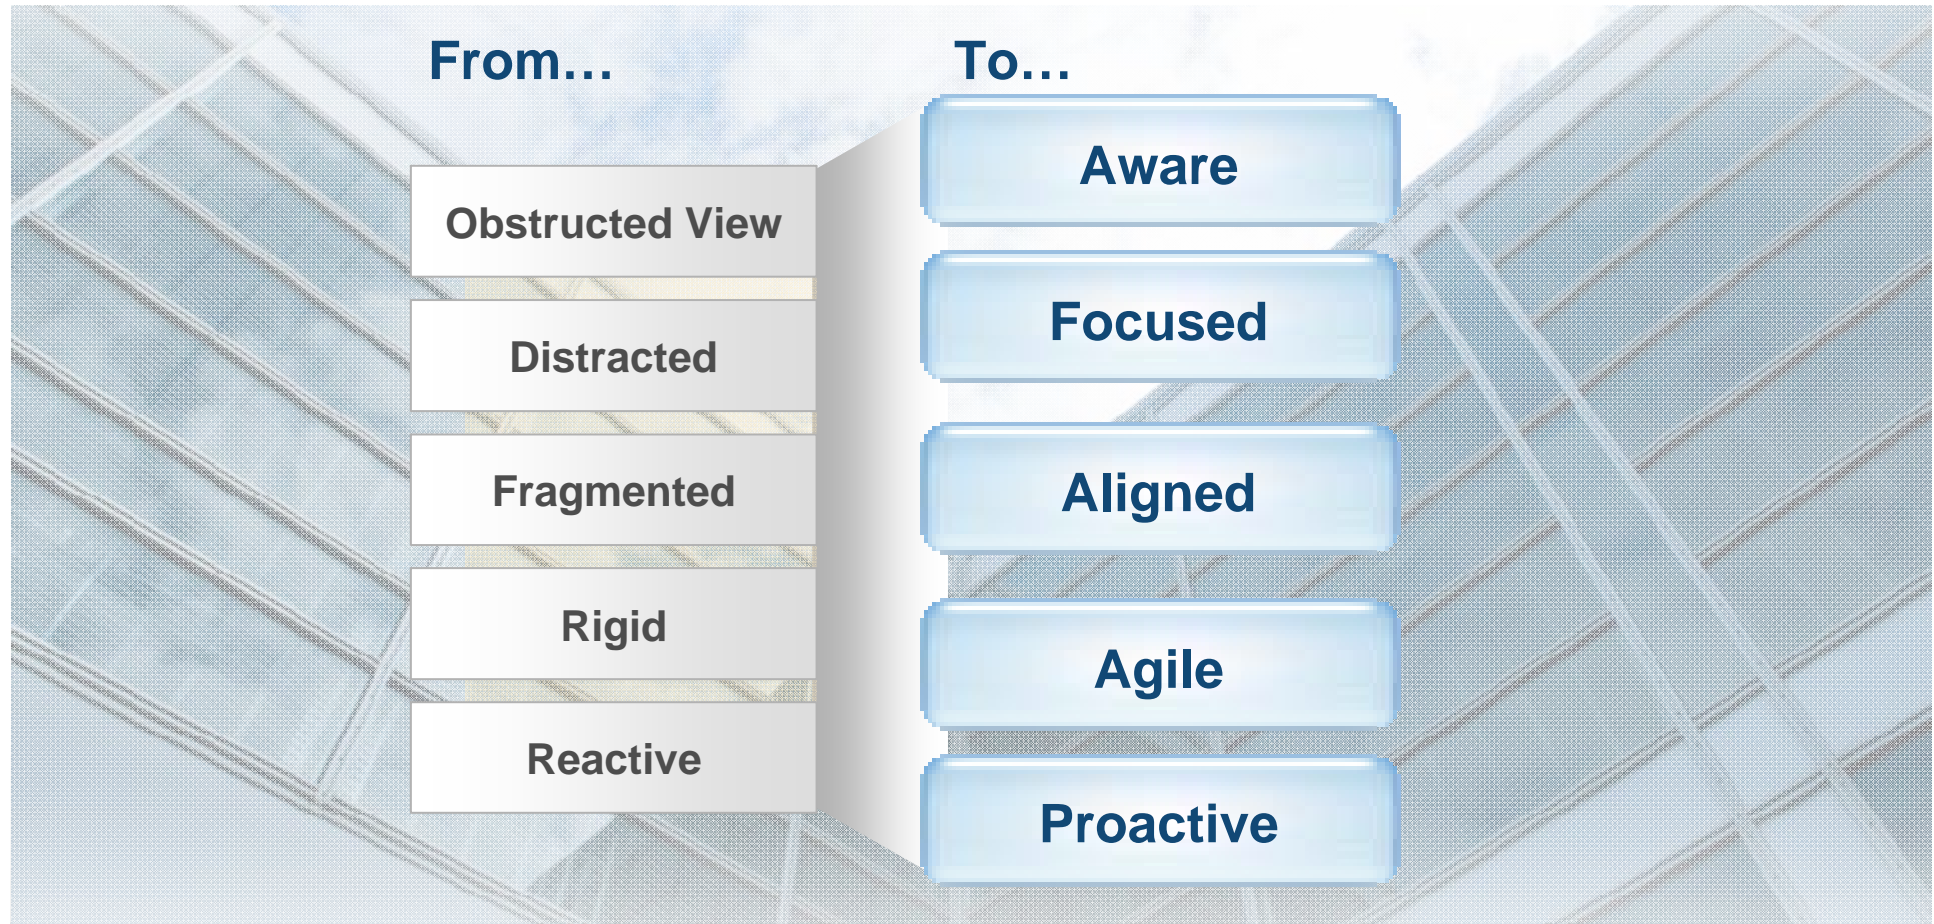 From…
To…
Obstructed View
Aware
Distracted
Focused
Fragmented
Aligned
Rigid
Agile
Reactive
Proactive